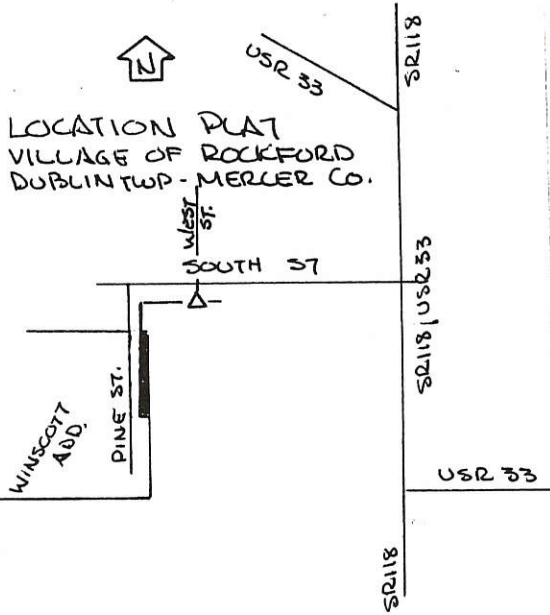 N
USR 33
SR118
LOCATION PLAT
VILLAGE OF ROCKFORD
DUBLIN TWP - MERCER CO.
WEST
ST.
SOUTH ST
SR118/USR33
PINE ST.
WINSCOTT
ADD.
USR 33
SR118